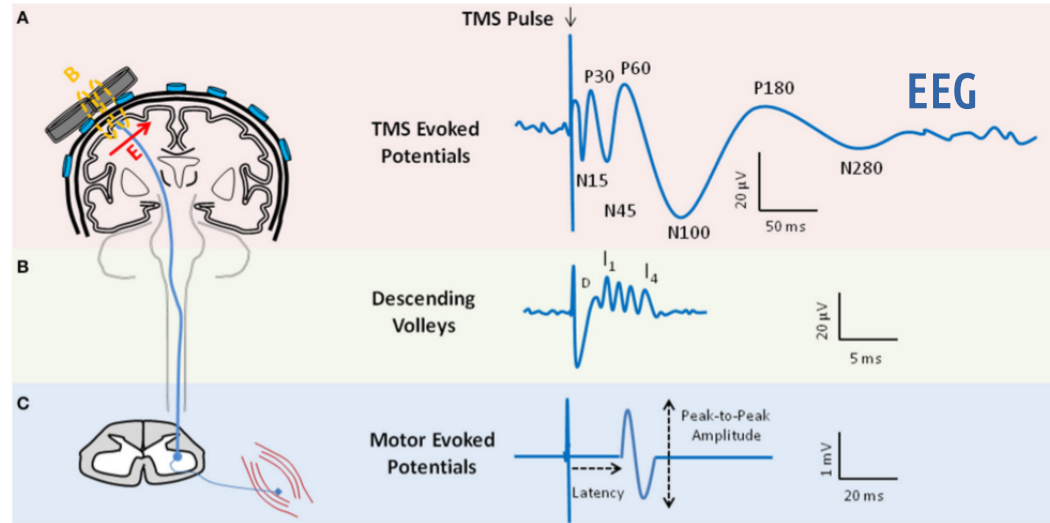 A
TMS Pulse
B
E
TMS Evoked
Potentials
P30
P60
P180
EEG
N15
N45
N100
N280
20 µV
50 ms
B
Descending
Volleys
D
I1
I4
20 µV
5 ms
C
Motor Evoked
Potentials
Latency
Peak-to-Peak
Amplitude
1 mV
20 ms